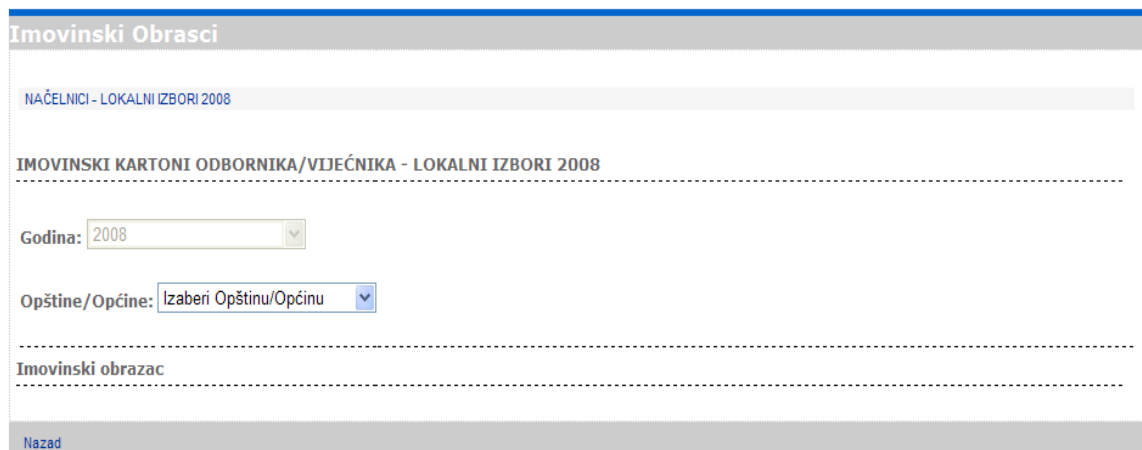 Imovinski Obrasci
NAČELNICI - LOKALNI IZBORI 2008
IMOVINSKI KARTONI ODBORNIKA/VIJEĆNIKA - LOKALNI IZBORI 2008
Godina: 2008
Opštine/Općine: Izaberi Opštinu/Općinu
Imovinski obrazac
Nazad